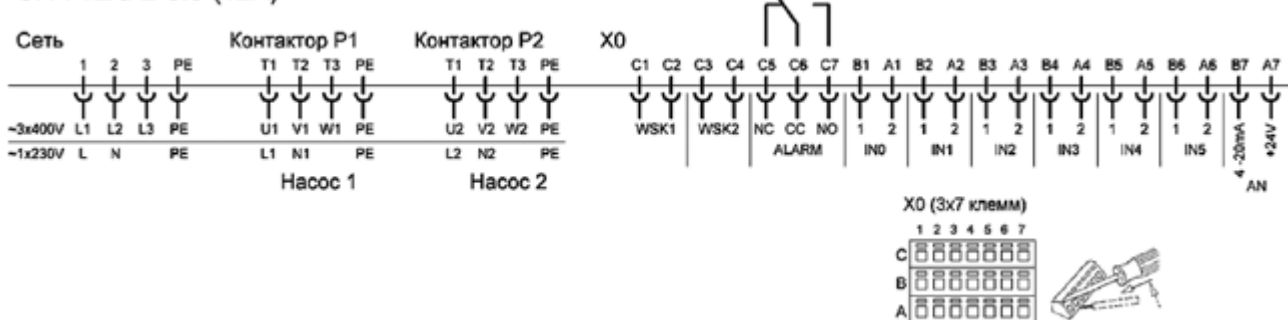 Сеть Контактор P1 Контактор P2 X0
1 2 3 PE T1 T2 T3 PE T1 T2 T3 PE C1 C2 C3 C4 C5 C6 C7 B1 A1 B2 A2 B3 A3 B4 A4 B5 A5 B6 A6 B7 A7
~3x400V L1 L2 L3 PE U1 V1 W1 PE U2 V2 W2 PE WSK1 WSK2 NC CC NO 1 2 1 2 1 2 1 2 1 2 1 2 4 -20mA +24V
~1x230V L N PE L1 N1 PE L2 N2 PE ALARM IN0 IN1 IN2 IN3 IN4 IN5 AN
Насос 1 Насос 2
X0 (3x7 клемм)
1 2 3 4 5 6 7
C
B
A